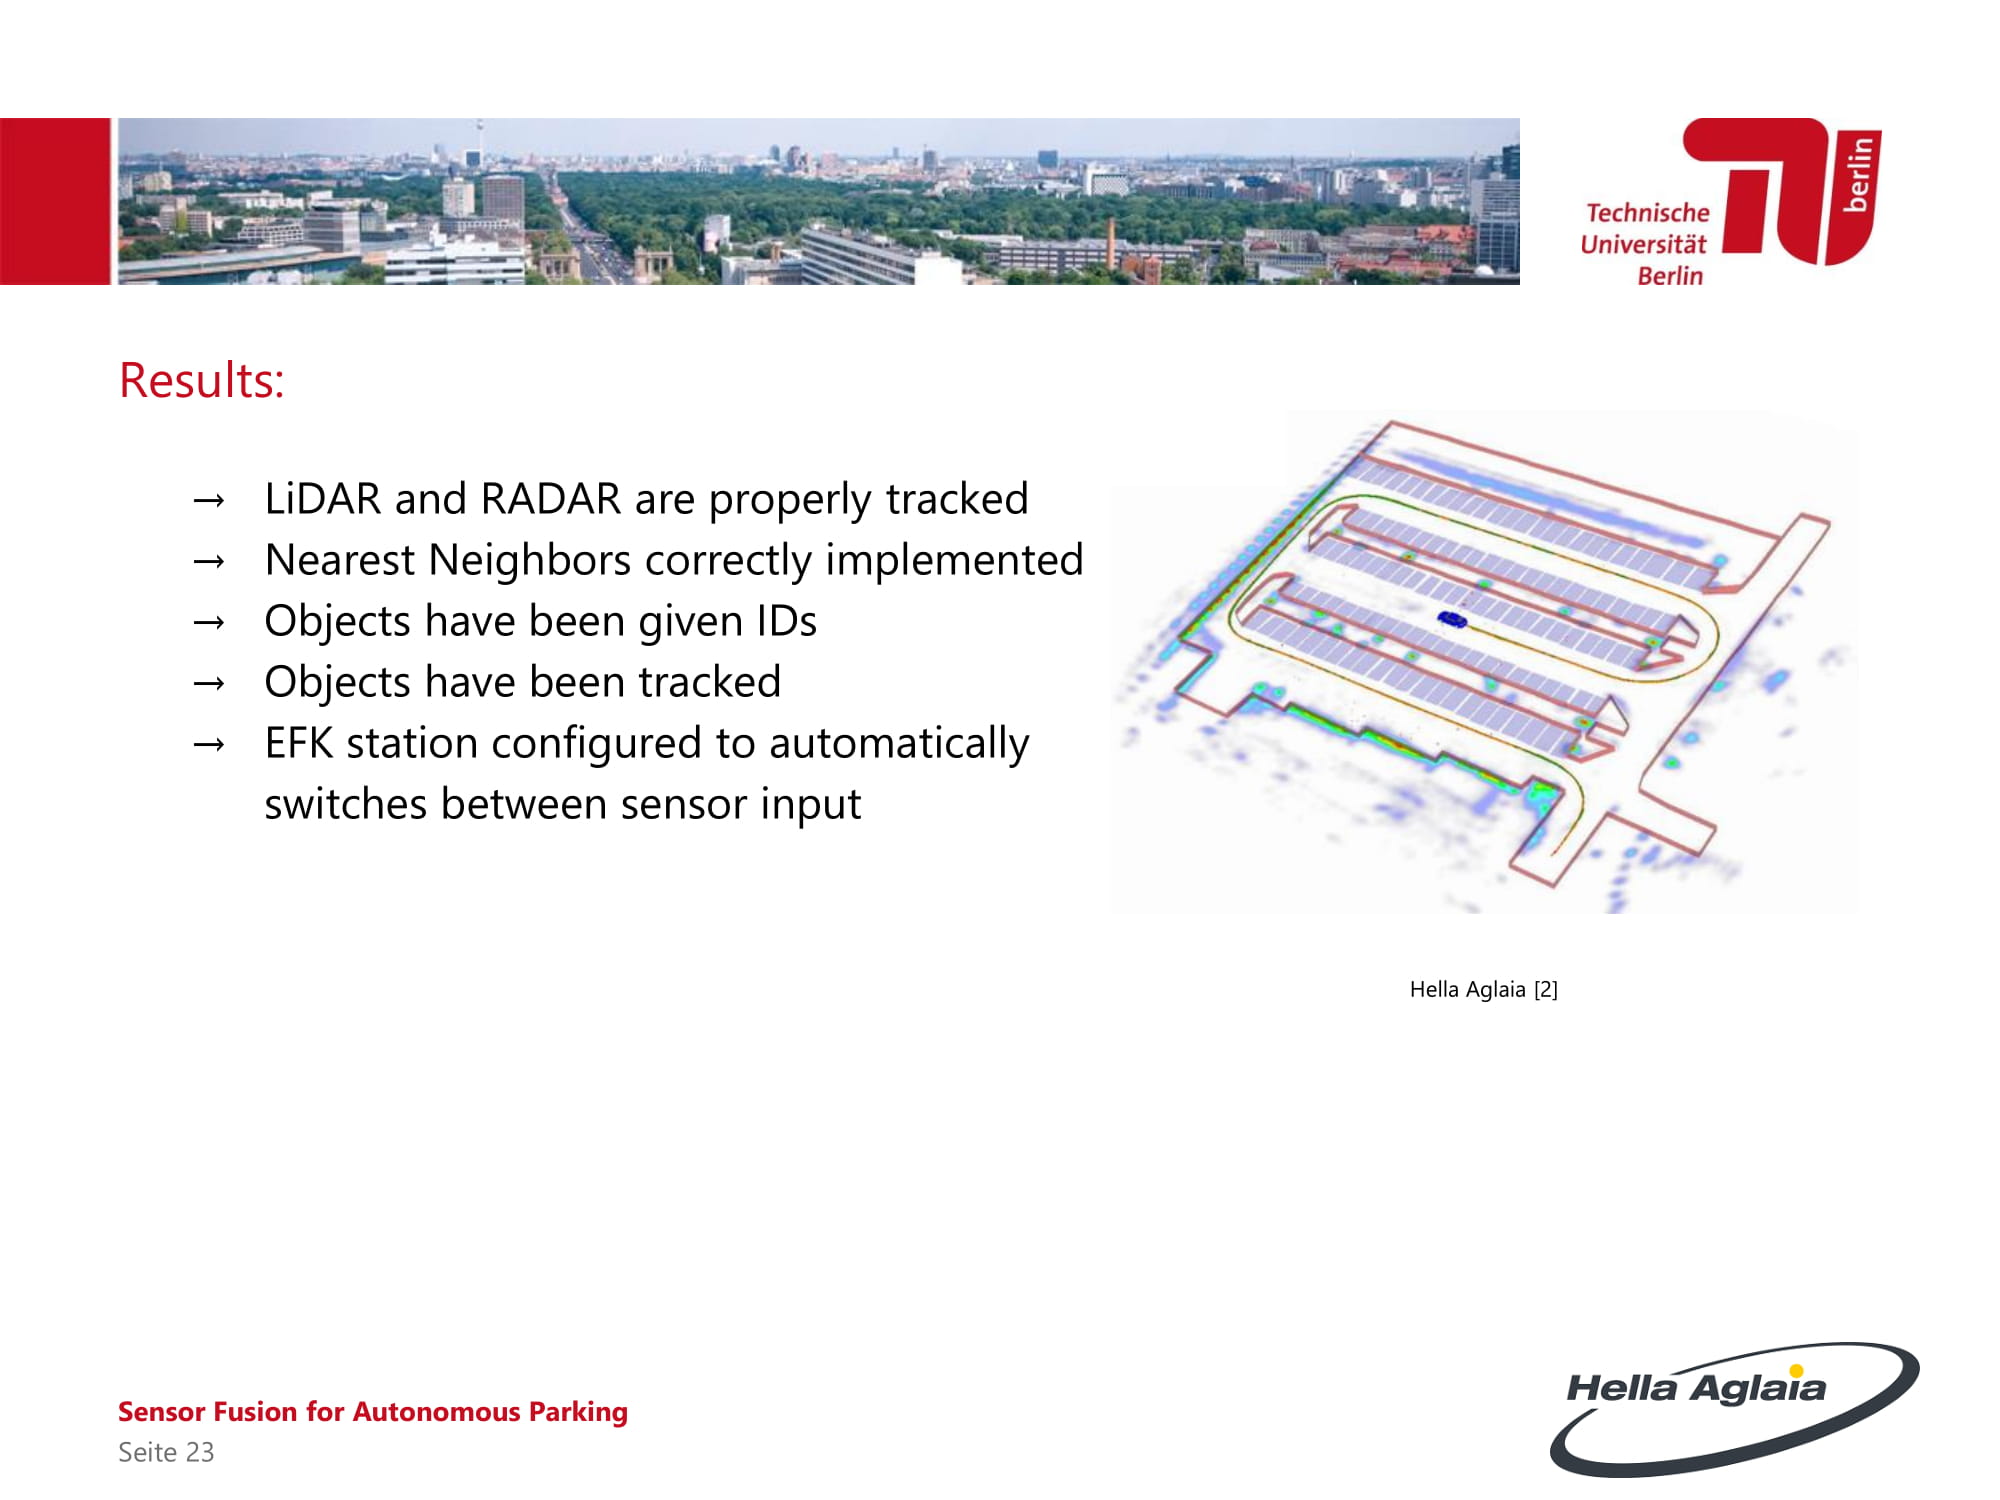 Technische
Universität
Berlin
berlin
Results:
→ LiDAR and RADAR are properly tracked
→ Nearest Neighbors correctly implemented
→ Objects have been given IDs
→ Objects have been tracked
→ EFK station configured to automatically
switches between sensor input
Hella Aglaia [2]
Sensor Fusion for Autonomous Parking
Seite 23
Hella Aglaia